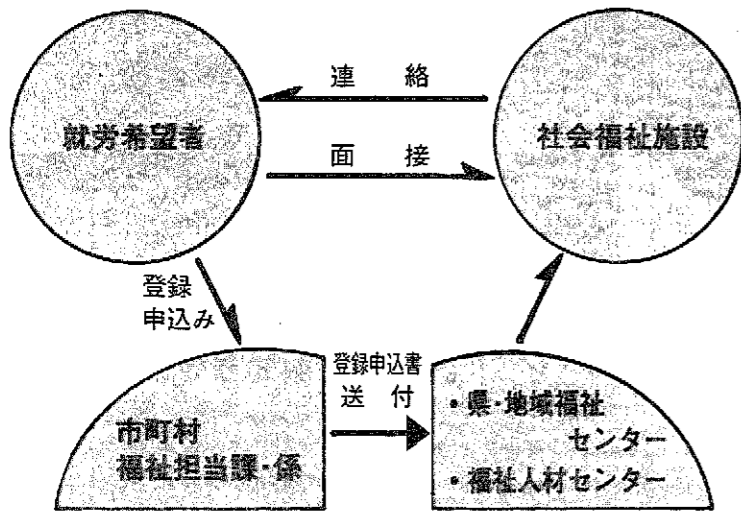 連絡
就労希望者
社会福祉施設
面接
登録
申込み
登録申込書
送付
市町村
福祉担当課・係
・県・地域福祉
センター
・福祉人材センター